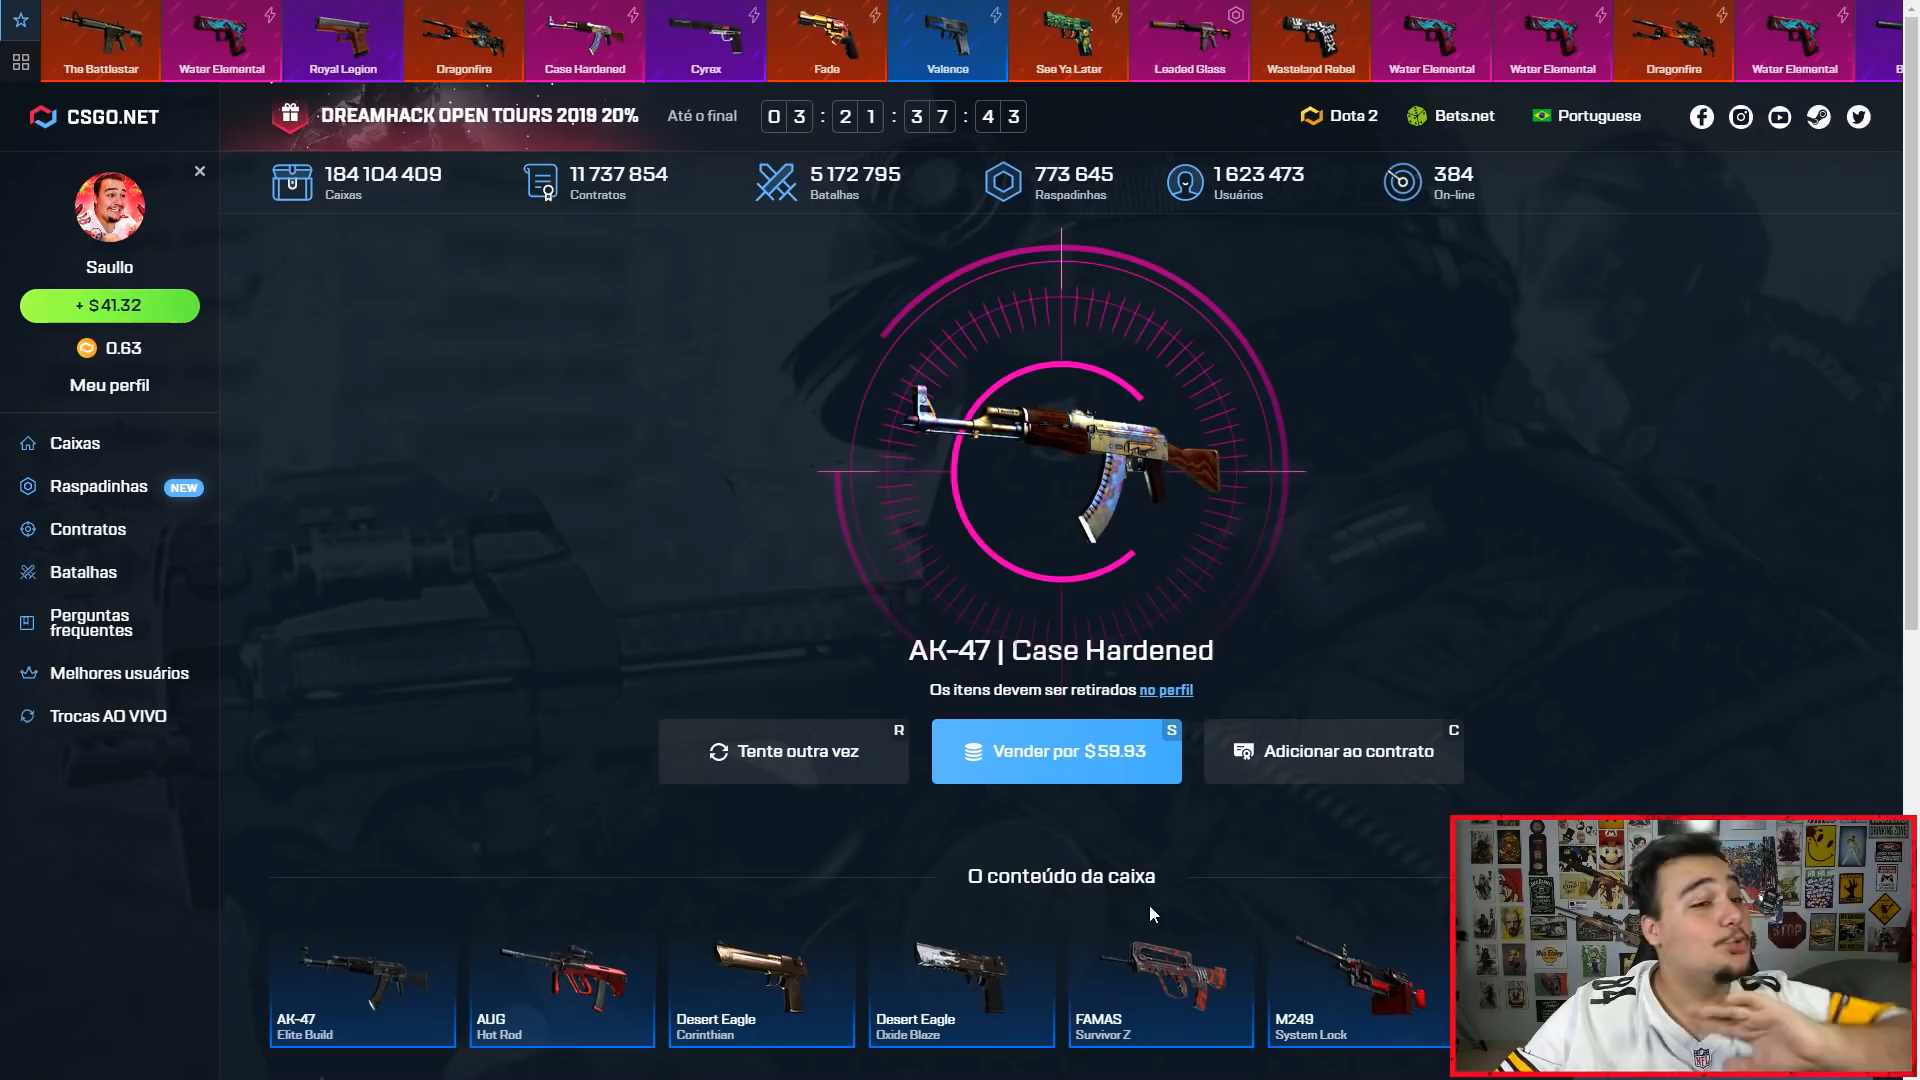 The Battlestar
Water Elemental
Royal Legion
Dragonfire
Case Hardened
Cyrex
Fade
Valence
See Ya Later
Leaded Glass
Wasteland Rebel
Water Elemental
Water Elemental
Dragonfire
Water Elemental
CSGO.NET
DREAMHACK OPEN TOURS 2019 20%
Até o final
03 : 21 : 37 : 43
Dota 2
Bets.net
Portuguese
184 104 409
Caixas
11 737 854
Contratos
5 172 795
Batalhas
773 645
Raspadinhas
1 623 473
Usuários
384
On-line
Saullo
+ $41.32
0.63
Meu perfil
Caixas
Raspadinhas NEW
Contratos
Batalhas
Perguntas
frequentes
Melhores usuários
Trocas AO VIVO
AK-47 | Case Hardened
Os itens devem ser retirados no perfil
Tente outra vez R
Vender por $59.93 S
Adicionar ao contrato C
O conteúdo da caixa
AK-47
Elite Build
AUG
Hot Rod
Desert Eagle
Corinthian
Desert Eagle
Oxide Blaze
FAMAS
Survivor Z
M249
System Lock
STOP
84
NFL